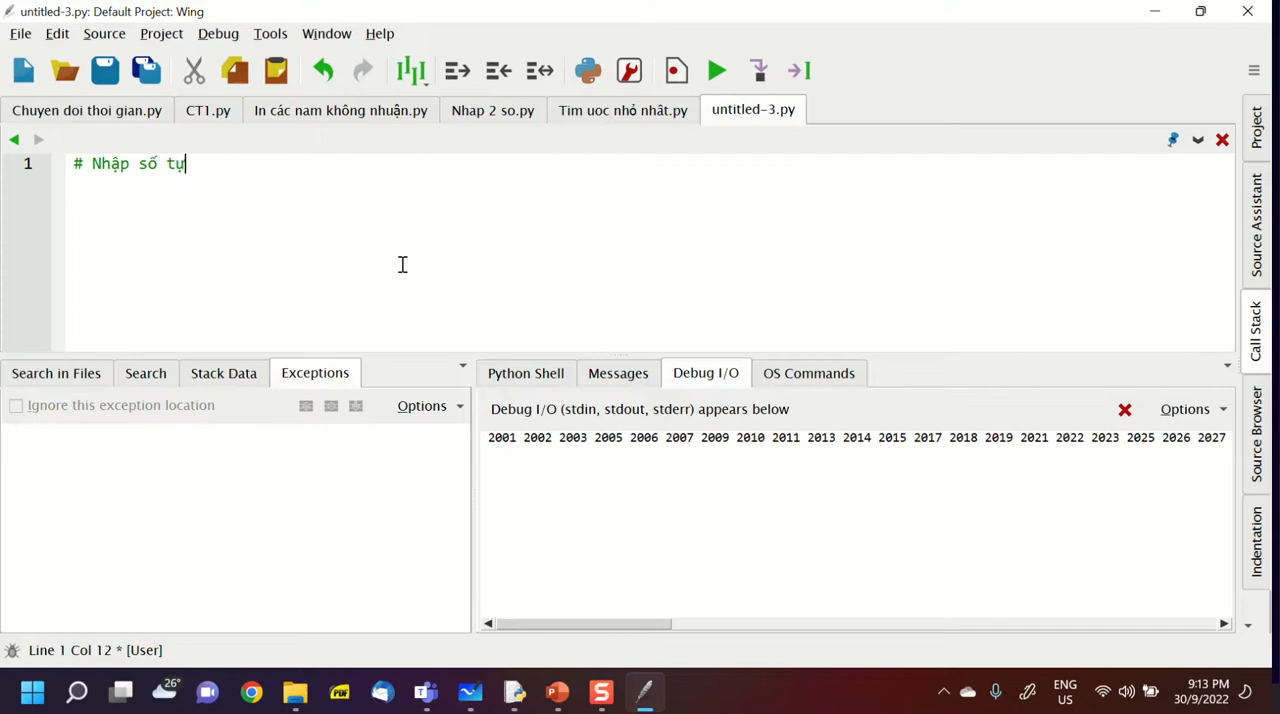 untitled-3.py: Default Project: Wing
File Edit Source Project Debug Tools Window Help
Chuyen doi thoi gian.py CT1.py In các nam không nhuận.py Nhap 2 so.py Tim uoc nhỏ nhât.py untitled-3.py
1 # Nhập số tự
Project
Source Assistant
Call Stack
Source Browser
Indentation
Search in Files Search Stack Data Exceptions
Ignore this exception location Options
Python Shell Messages Debug I/O OS Commands
Debug I/O (stdin, stdout, stderr) appears below Options
2001 2002 2003 2005 2006 2007 2009 2010 2011 2013 2014 2015 2017 2018 2019 2021 2022 2023 2025 2026 2027
Line 1 Col 12 * [User]
26°
PDF
ENG
US
9:13 PM
30/9/2022